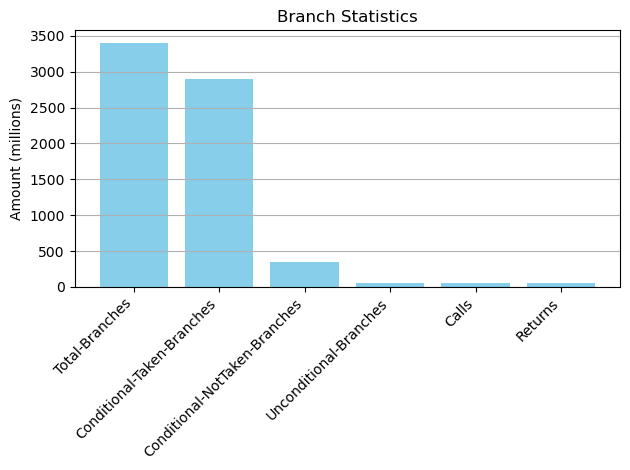 Branch Statistics
Amount (millions)
3500
3000
2500
2000
1500
1000
500
0
Total-Branches
Conditional-Taken-Branches
Conditional-NotTaken-Branches
Unconditional-Branches
Calls
Returns